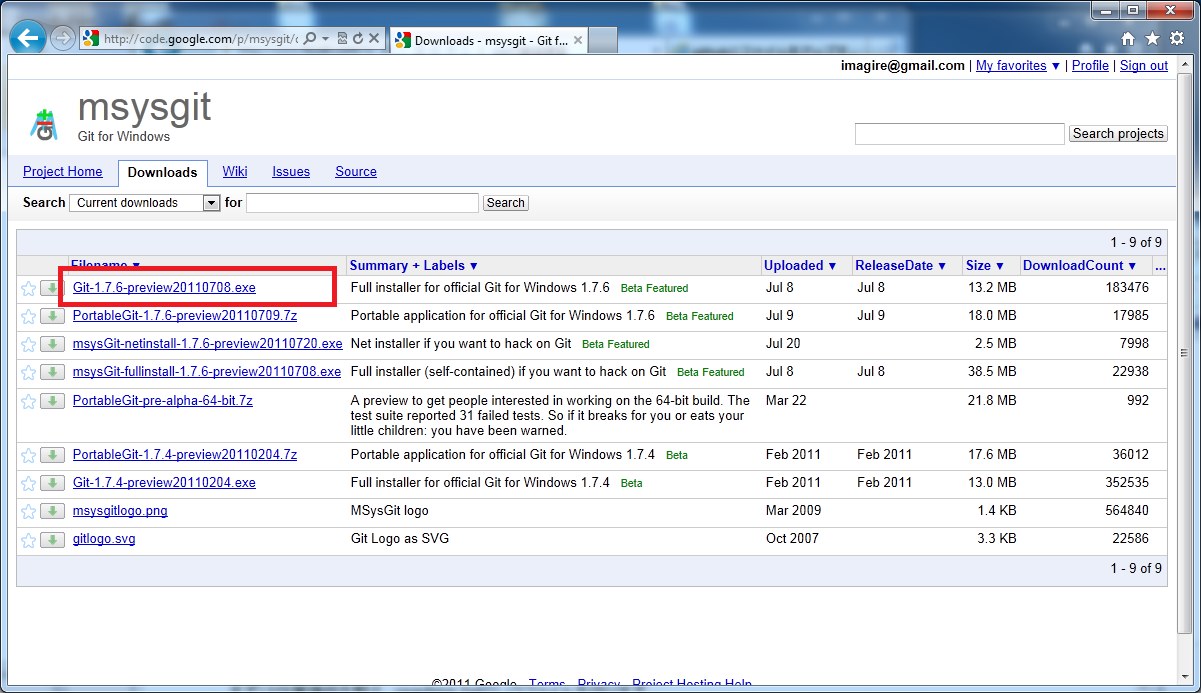 http://code.google.com/p/msysgit/
Downloads - msysgit - Git f...
imagire@gmail.com | My favorites ▼ | Profile | Sign out
msysgit
Git for Windows
Search projects
Project Home Downloads Wiki Issues Source
Search Current downloads for Search
1 - 9 of 9
Filename ▼ Summary + Labels ▼ Uploaded ▼ ReleaseDate ▼ Size ▼ DownloadCount ▼ ...
Git-1.7.6-preview20110708.exe Full installer for official Git for Windows 1.7.6 Beta Featured Jul 8 Jul 8 13.2 MB 183476
PortableGit-1.7.6-preview20110709.7z Portable application for official Git for Windows 1.7.6 Beta Featured Jul 9 Jul 9 18.0 MB 17985
msysGit-netinstall-1.7.6-preview20110720.exe Net installer if you want to hack on Git Beta Featured Jul 20 2.5 MB 7998
msysGit-fullinstall-1.7.6-preview20110708.exe Full installer (self-contained) if you want to hack on Git Beta Featured Jul 8 Jul 8 38.5 MB 22938
PortableGit-pre-alpha-64-bit.7z A preview to get people interested in working on the 64-bit build. The Mar 22 21.8 MB 992
test suite reported 31 failed tests. So if it breaks for you or eats your
little children: you have been warned.
PortableGit-1.7.4-preview20110204.7z Portable application for official Git for Windows 1.7.4 Beta Feb 2011 Feb 2011 17.6 MB 36012
Git-1.7.4-preview20110204.exe Full installer for official Git for Windows 1.7.4 Beta Feb 2011 Feb 2011 13.0 MB 352535
msysgitlogo.png MSysGit logo Mar 2009 1.4 KB 564840
gitlogo.svg Git Logo as SVG Oct 2007 3.3 KB 22586
1 - 9 of 9
©2011 Google Terms Privacy Project Hosting Help